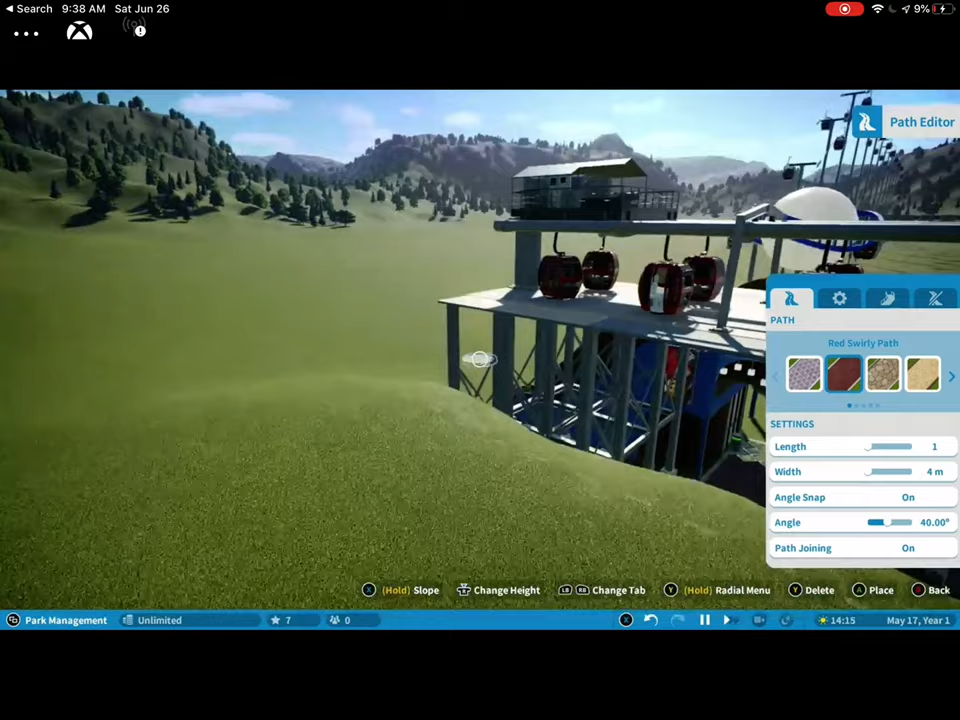 Search 9:38 AM Sat Jun 26 9%
Path Editor
PATH
Red Swirly Path
SETTINGS
Length 1
Width 4 m
Angle Snap On
Angle 40.00°
Path Joining On
X (Hold) Slope Change Height LB RB Change Tab Y (Hold) Radial Menu Y Delete A Place B Back
Park Management Unlimited 7 0 X 14:15 May 17, Year 1